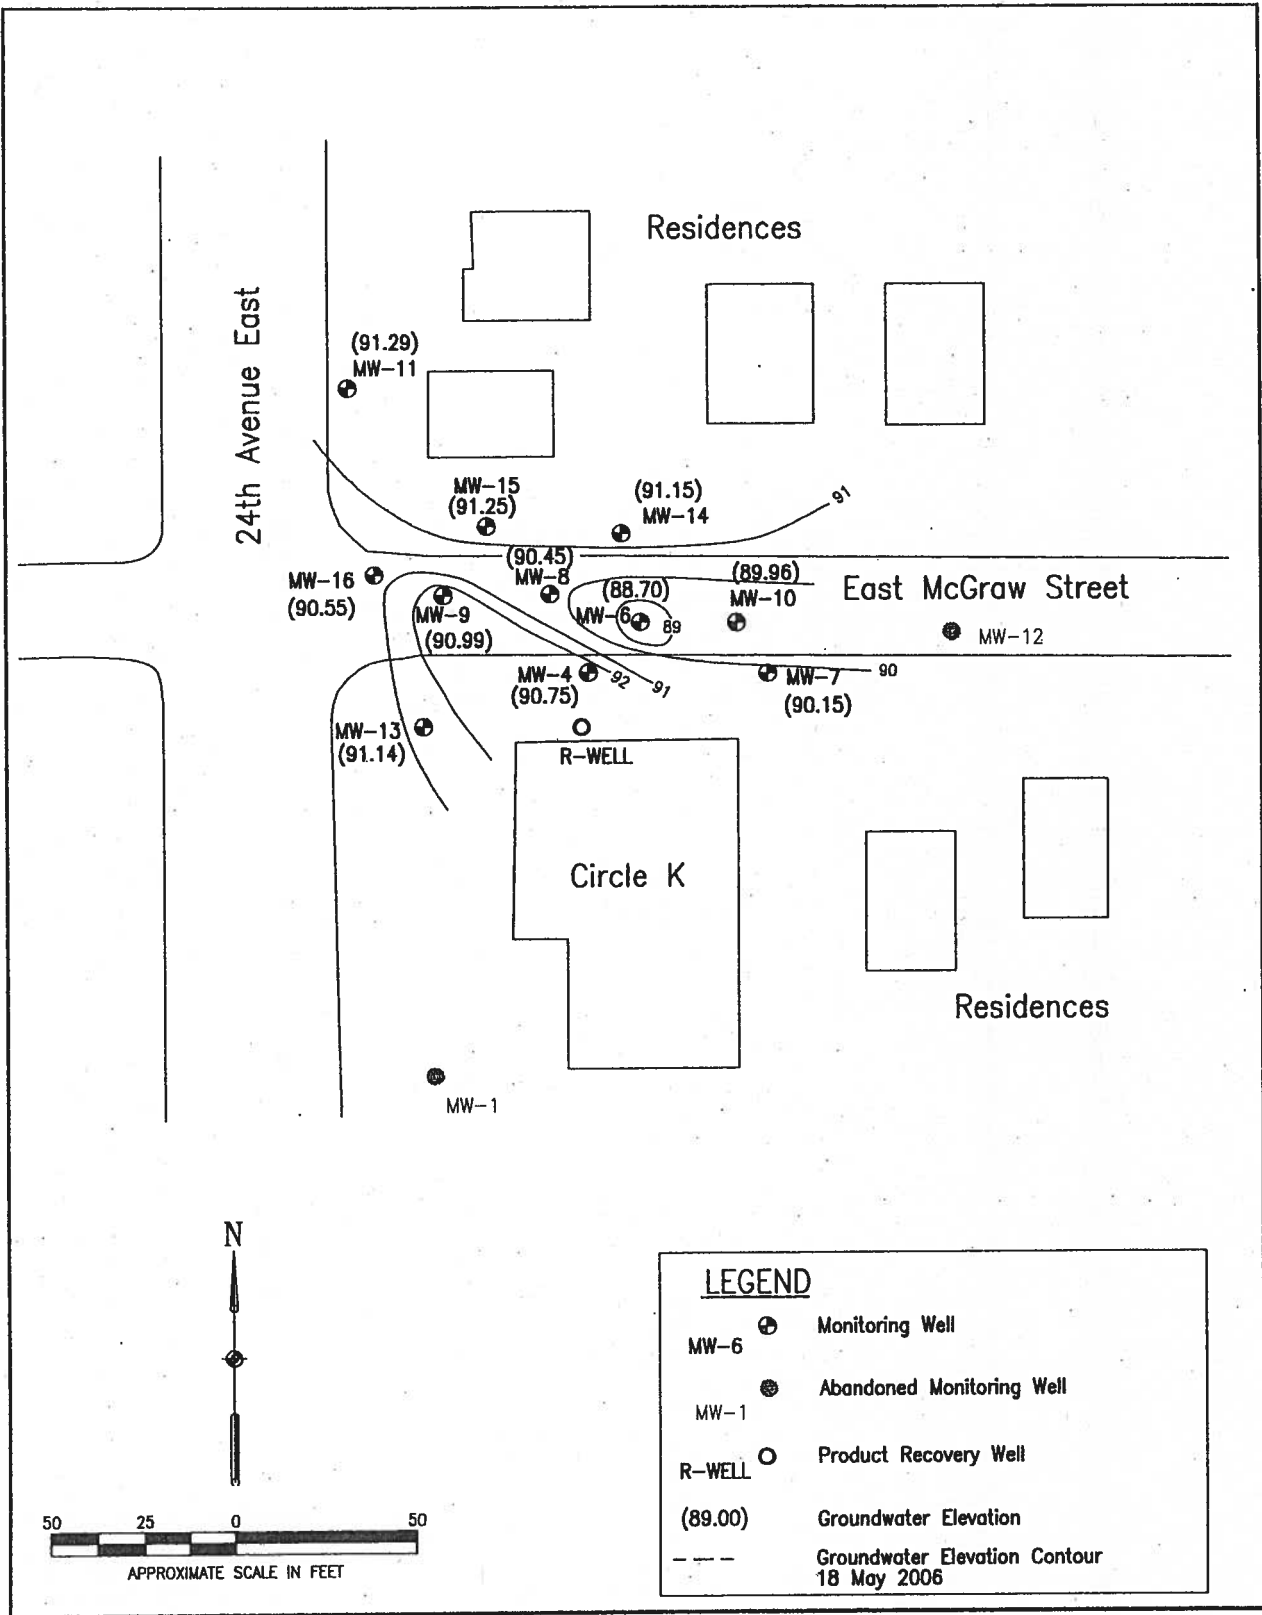 Residences
24th Avenue East
(91.29)
MW-11
MW-15
(91.25)
(91.15)
MW-14
91
(90.45)
MW-8
MW-16
(90.55)
MW-9
(90.99)
(88.70)
MW-6
89
(89.96)
MW-10
East McGraw Street
MW-12
MW-4
(90.75)
92
91
MW-7
(90.15)
90
MW-13
(91.14)
R-WELL
Circle K
Residences
MW-1
N
50 25 0 50
APPROXIMATE SCALE IN FEET
LEGEND
MW-6 Monitoring Well
MW-1 Abandoned Monitoring Well
R-WELL Product Recovery Well
(89.00) Groundwater Elevation
Groundwater Elevation Contour
18 May 2006